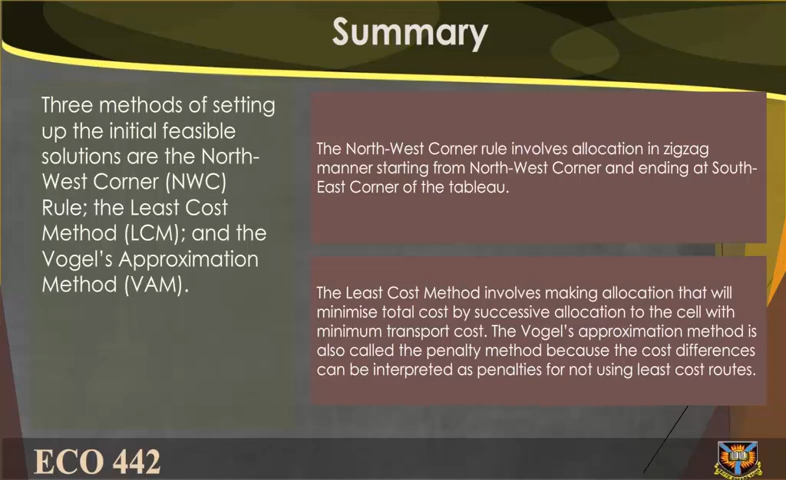 Summary
Three methods of setting
up the initial feasible
solutions are the North-
West Corner (NWC)
Rule; the Least Cost
Method (LCM); and the
Vogel's Approximation
Method (VAM).
The North-West Corner rule involves allocation in zigzag
manner starting from North-West Corner and ending at South-
East Corner of the tableau.
The Least Cost Method involves making allocation that will
minimise total cost by successive allocation to the cell with
minimum transport cost. The Vogel's approximation method is
also called the penalty method because the cost differences
can be interpreted as penalties for not using least cost routes.
ECO 442